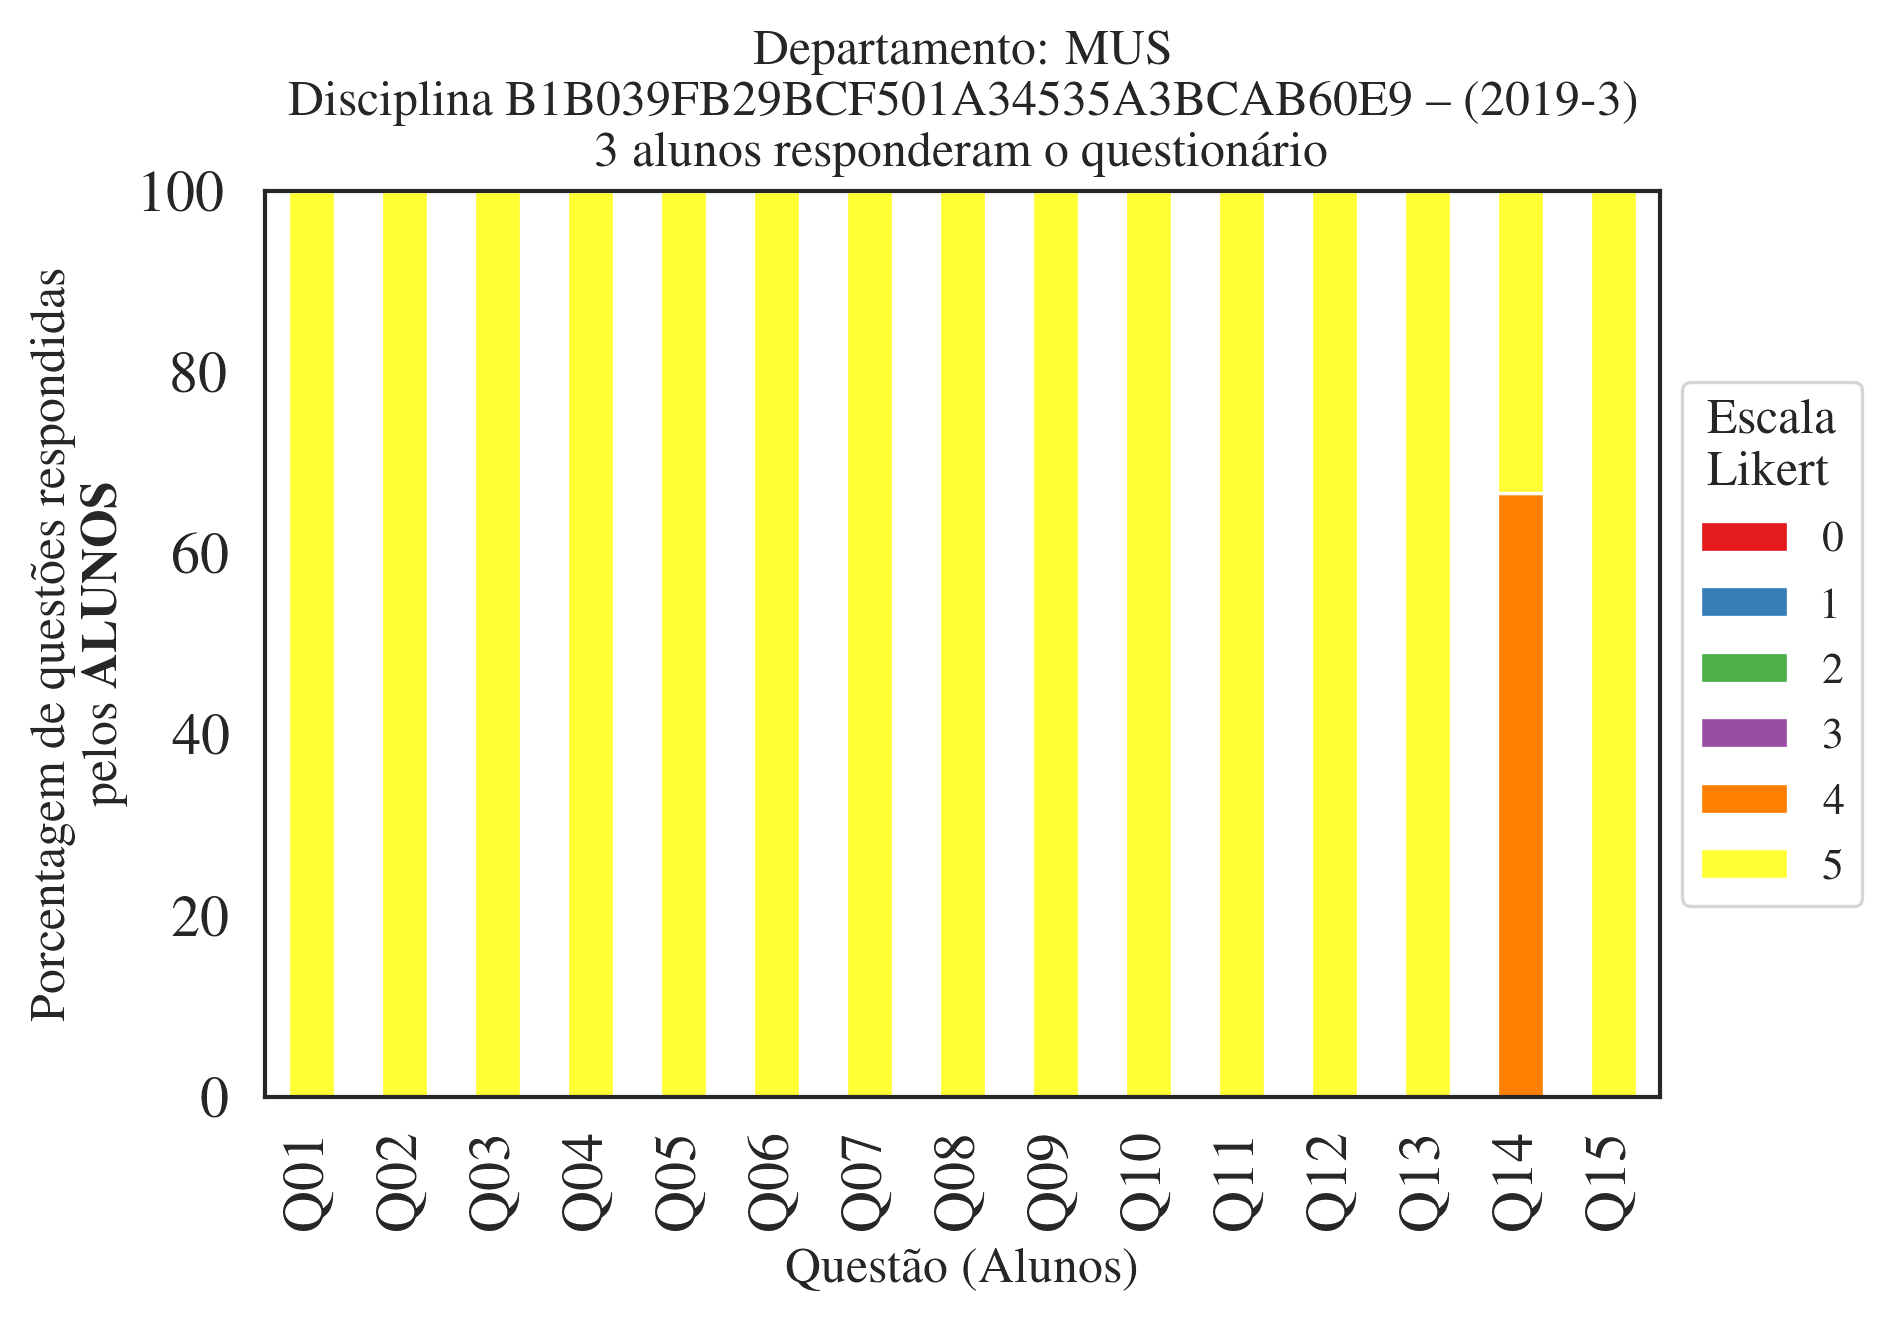 Departamento: MUS
Disciplina B1B039FB29BCF501A34535A3BCAB60E9 – (2019-3)
3 alunos responderam o questionário
100
80
60
40
20
0
Porcentagem de questões respondidas
pelos ALUNOS
Q01
Q02
Q03
Q04
Q05
Q06
Q07
Q08
Q09
Q10
Q11
Q12
Q13
Q14
Q15
Questão (Alunos)
Escala
Likert
0
1
2
3
4
5